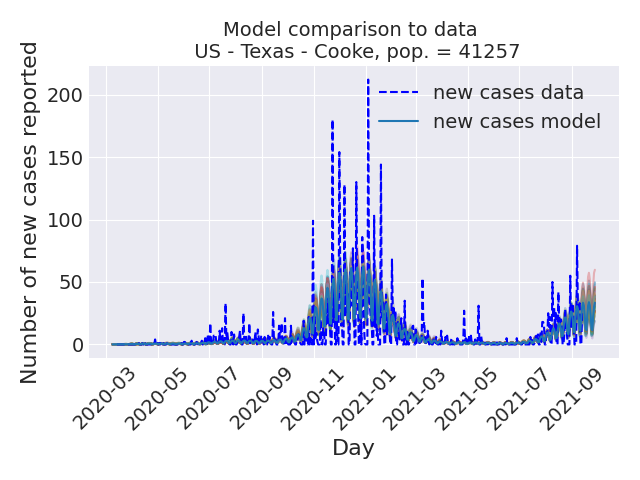 Model comparison to data
US - Texas - Cooke, pop. = 41257
Number of new cases reported
200
150
100
50
0
new cases data
new cases model
2020-03
2020-05
2020-07
2020-09
2020-11
2021-01
2021-03
2021-05
2021-07
2021-09
Day